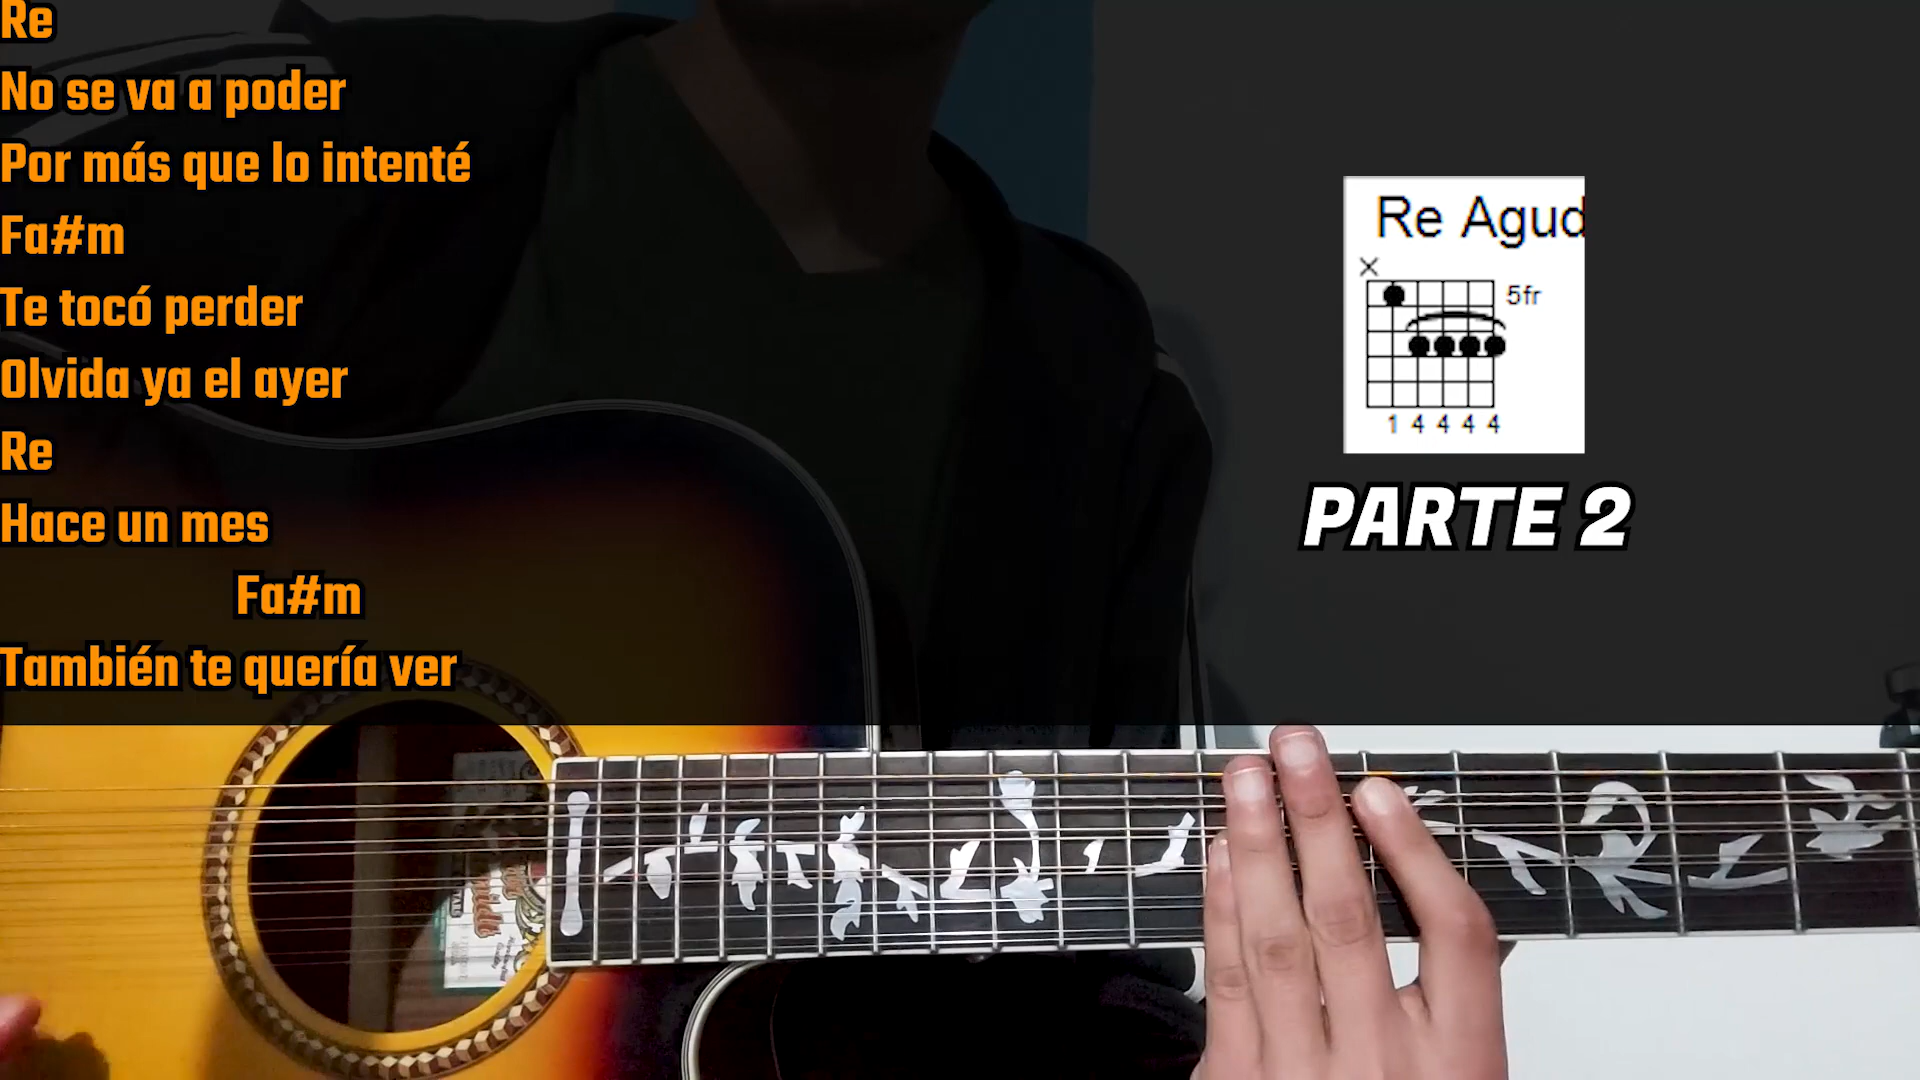 Re
No se va a poder
Por más que lo intenté
Fa#m
Te tocó perder
Olvida ya el ayer
Re
Hace un mes
Fa#m
También te quería ver
Re Agud
x
5fr
1 4 4 4 4
PARTE 2